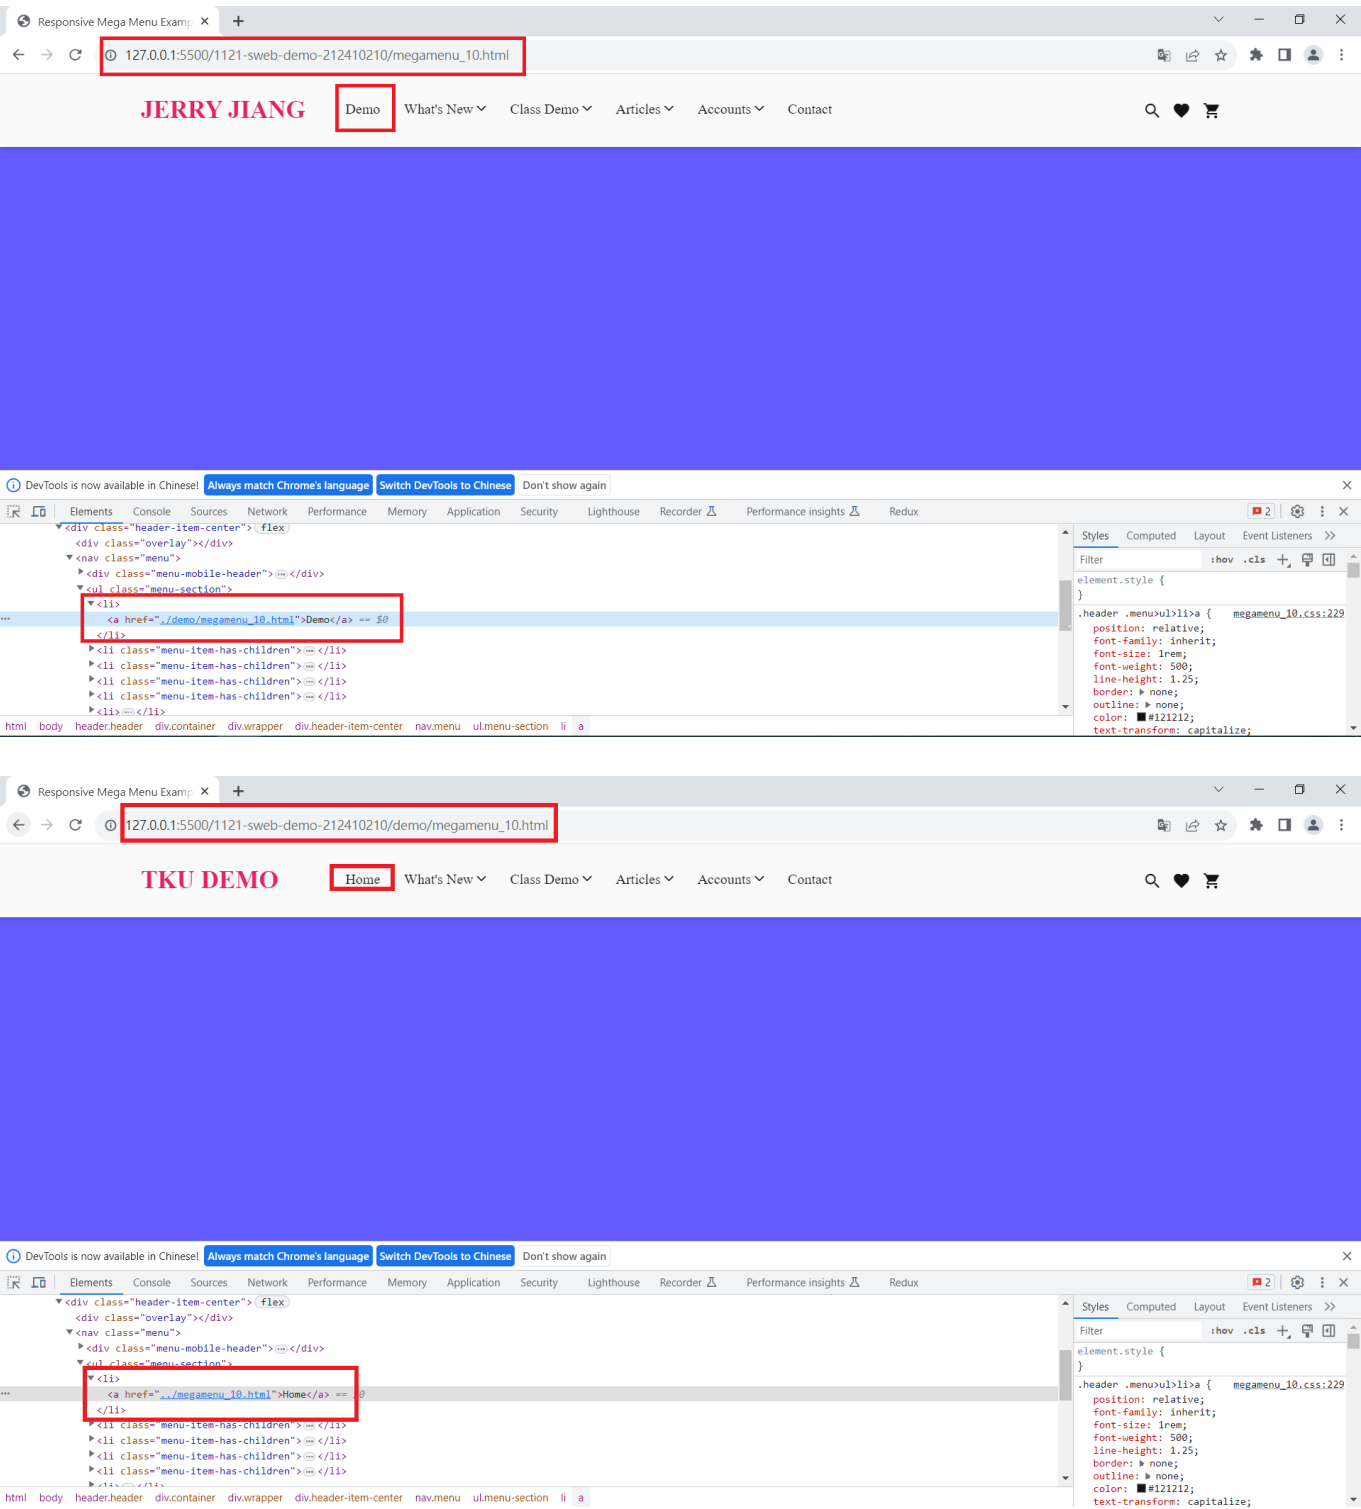 Responsive Mega Menu Examp
127.0.0.1:5500/1121-sweb-demo-212410210/megamenu_10.html
JERRY JIANG Demo What's New Class Demo Articles Accounts Contact
DevTools is now available in Chinese! Always match Chrome's language Switch DevTools to Chinese Don't show again
Elements Console Sources Network Performance Memory Application Security Lighthouse Recorder Performance insights Redux 2
<div class="header-item-center"> flex
<div class="overlay"></div>
<nav class="menu">
<div class="menu-mobile-header">…</div>
<ul class="menu-section">
<li>
<a href="./demo/megamenu_10.html">Demo</a> == $0
</li>
<li class="menu-item-has-children">…</li>
<li class="menu-item-has-children">…</li>
<li class="menu-item-has-children">…</li>
<li class="menu-item-has-children">…</li>
<li>…</li>
html body header.header div.container div.wrapper div.header-item-center nav.menu ul.menu-section li a
Styles Computed Layout Event Listeners
Filter :hov .cls
element.style {
}
.header .menu>ul>li>a { megamenu_10.css:229
position: relative;
font-family: inherit;
font-size: 1rem;
font-weight: 500;
line-height: 1.25;
border: none;
outline: none;
color: #121212;
text-transform: capitalize;
Responsive Mega Menu Examp
127.0.0.1:5500/1121-sweb-demo-212410210/demo/megamenu_10.html
TKU DEMO Home What's New Class Demo Articles Accounts Contact
DevTools is now available in Chinese! Always match Chrome's language Switch DevTools to Chinese Don't show again
Elements Console Sources Network Performance Memory Application Security Lighthouse Recorder Performance insights Redux 2
<div class="header-item-center"> flex
<div class="overlay"></div>
<nav class="menu">
<div class="menu-mobile-header">…</div>
<ul class="menu-section">
<li>
<a href="../megamenu_10.html">Home</a> == 0
</li>
<li class="menu-item-has-children">…</li>
<li class="menu-item-has-children">…</li>
<li class="menu-item-has-children">…</li>
<li class="menu-item-has-children">…</li>
<li>…</li>
html body header.header div.container div.wrapper div.header-item-center nav.menu ul.menu-section li a
Styles Computed Layout Event Listeners
Filter :hov .cls
element.style {
}
.header .menu>ul>li>a { megamenu_10.css:229
position: relative;
font-family: inherit;
font-size: 1rem;
font-weight: 500;
line-height: 1.25;
border: none;
outline: none;
color: #121212;
text-transform: capitalize;